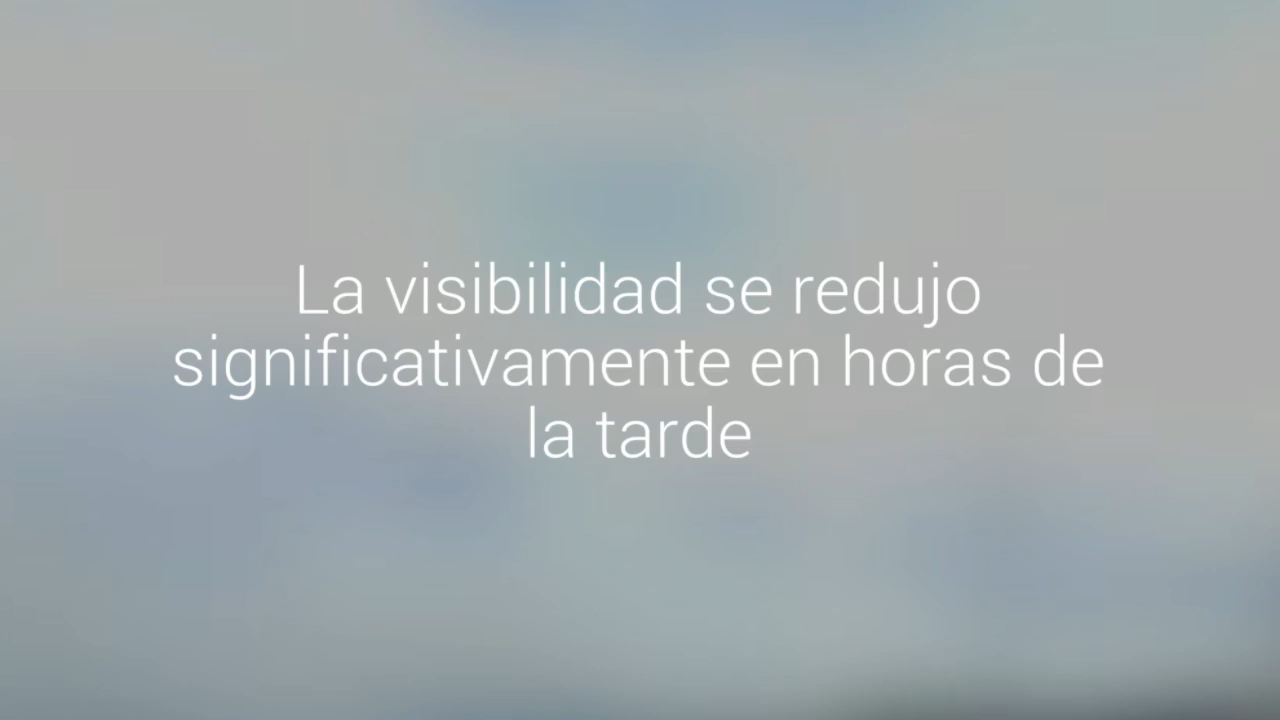 La visibilidad se redujo
significativamente en horas de
la tarde